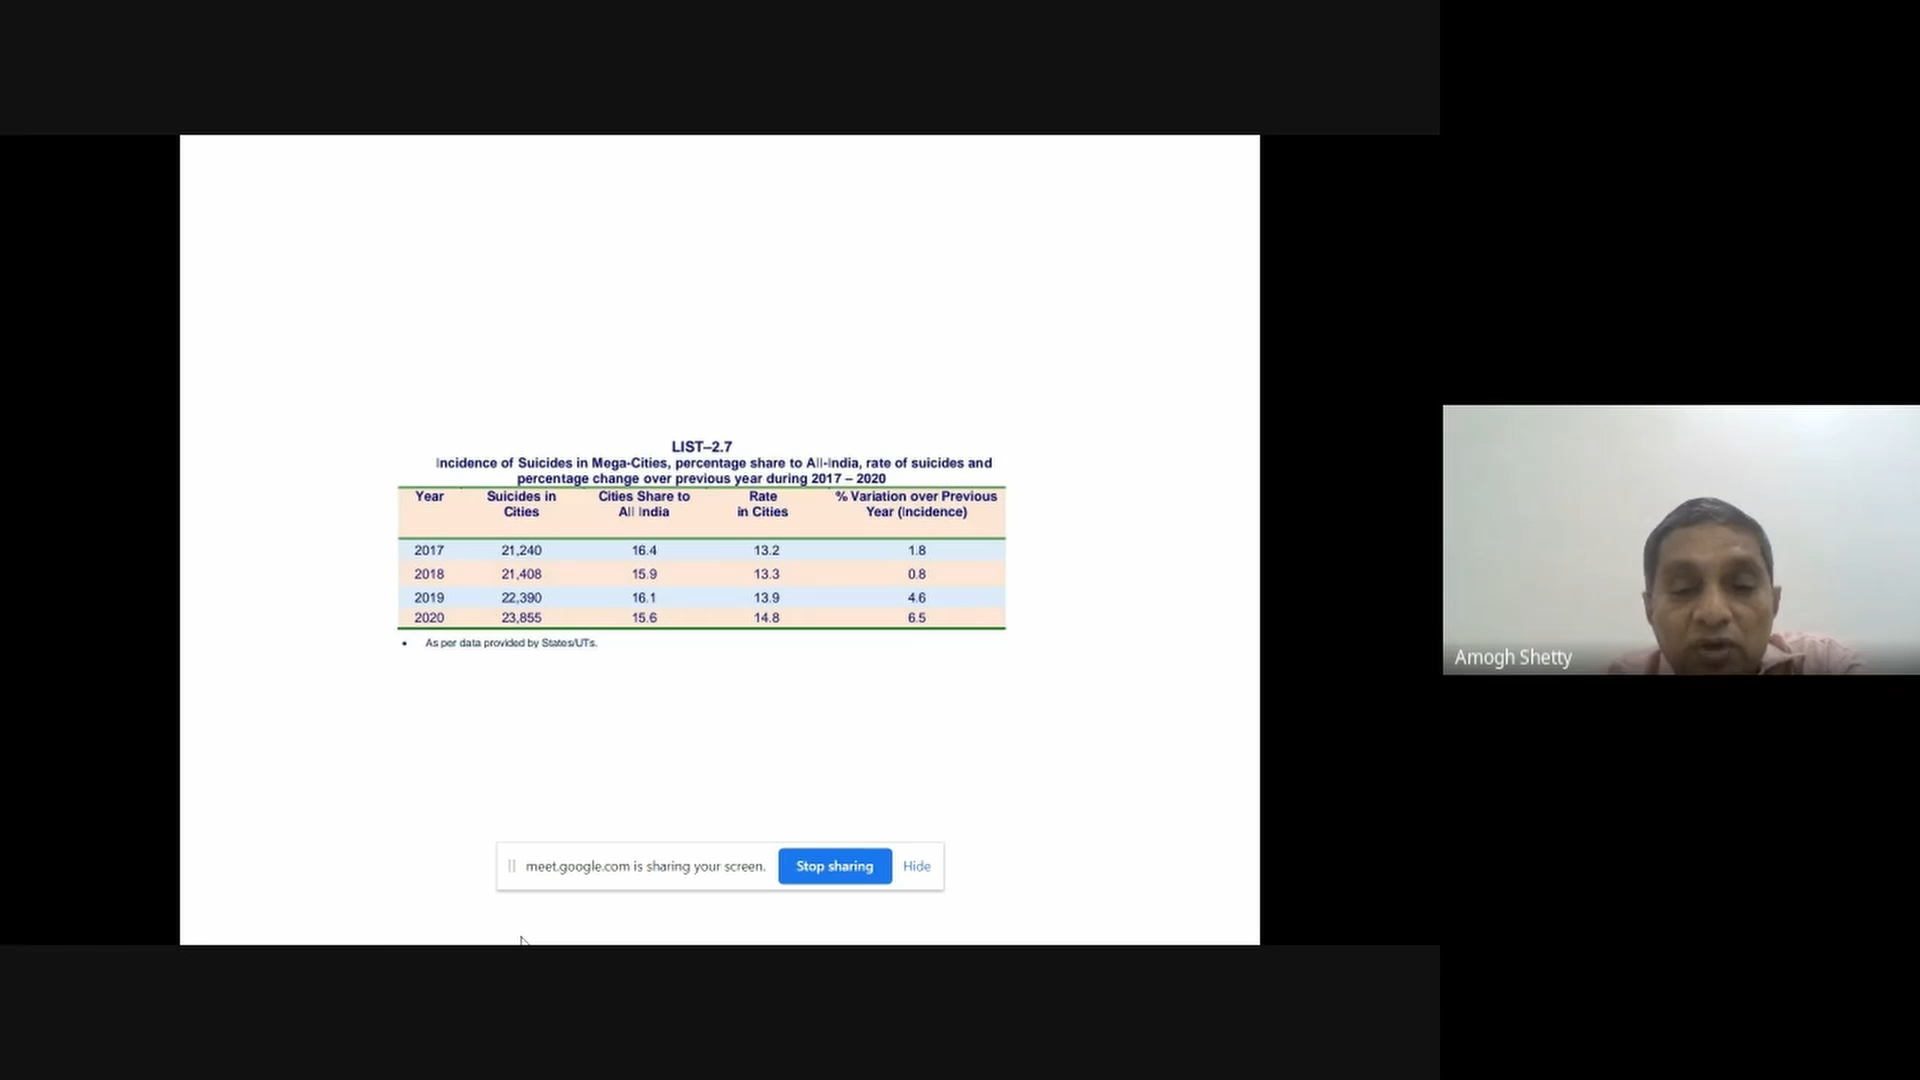 LIST–2.7
Incidence of Suicides in Mega-Cities, percentage share to All-India, rate of suicides and
percentage change over previous year during 2017 – 2020
Year Suicides in Cities Share to Rate % Variation over Previous
Cities All India in Cities Year (Incidence)
2017 21,240 16.4 13.2 1.8
2018 21,408 15.9 13.3 0.8
2019 22,390 16.1 13.9 4.6
2020 23,855 15.6 14.8 6.5
• As per data provided by States/UTs.
Amogh Shetty
meet.google.com is sharing your screen. Stop sharing Hide